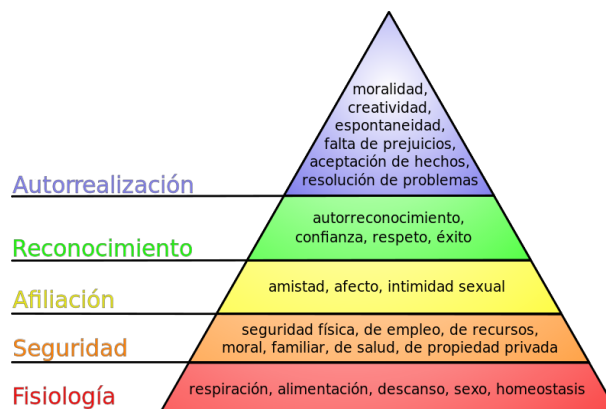 moralidad,
creatividad,
espontaneidad,
falta de prejuicios,
aceptación de hechos,
resolución de problemas
Autorrealización
autorreconocimiento,
confianza, respeto, éxito
Reconocimiento
amistad, afecto, intimidad sexual
Afiliación
seguridad física, de empleo, de recursos,
moral, familiar, de salud, de propiedad privada
Seguridad
respiración, alimentación, descanso, sexo, homeostasis
Fisiología